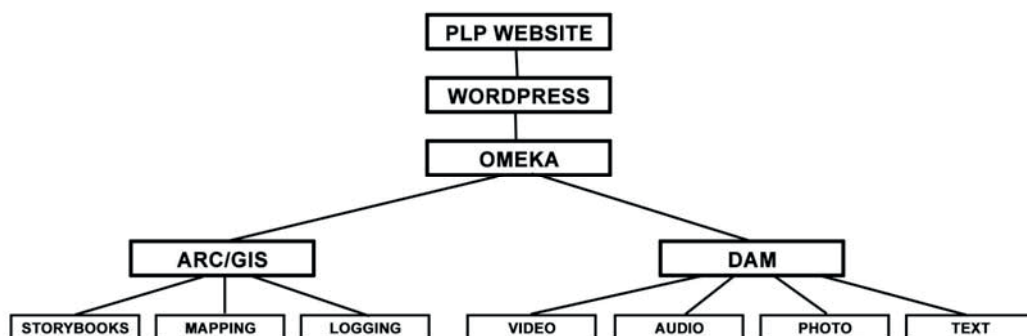 PLP WEBSITE
WORDPRESS
OMEKA
ARC/GIS
DAM
STORYBOOKS
MAPPING
LOGGING
VIDEO
AUDIO
PHOTO
TEXT